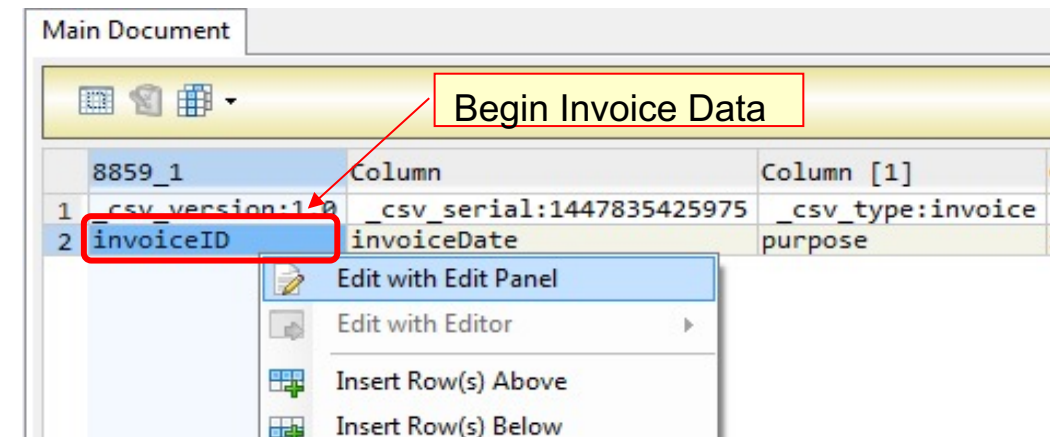 Main Document
Begin Invoice Data
8859_1 Column Column [1]
1 _csv_version:1.0 _csv_serial:1447835425975 _csv_type:invoice
2 invoiceID invoiceDate purpose
Edit with Edit Panel
Edit with Editor
Insert Row(s) Above
Insert Row(s) Below